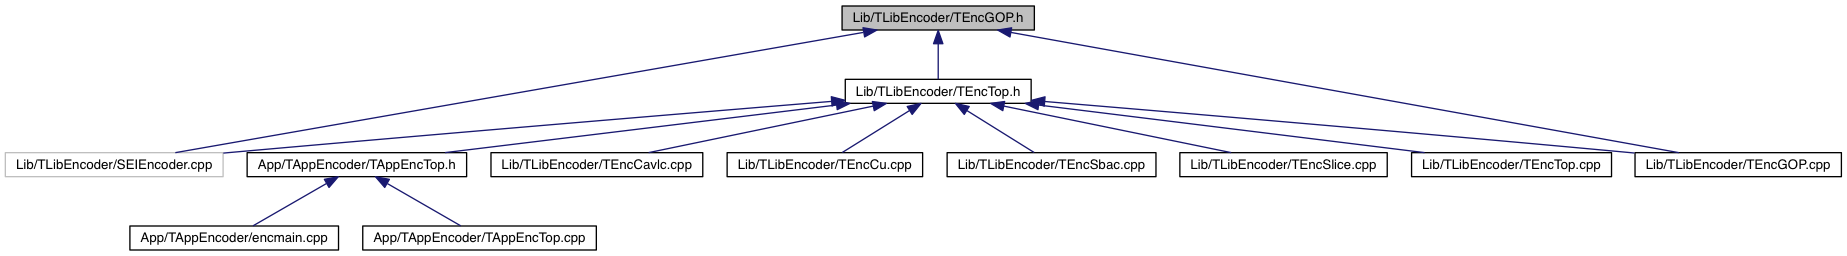 Lib/TLibEncoder/TEncGOP.h
Lib/TLibEncoder/TEncTop.h
Lib/TLibEncoder/SEIEncoder.cpp
App/TAppEncoder/TAppEncTop.h
Lib/TLibEncoder/TEncCavlc.cpp
Lib/TLibEncoder/TEncCu.cpp
Lib/TLibEncoder/TEncSbac.cpp
Lib/TLibEncoder/TEncSlice.cpp
Lib/TLibEncoder/TEncTop.cpp
Lib/TLibEncoder/TEncGOP.cpp
App/TAppEncoder/encmain.cpp
App/TAppEncoder/TAppEncTop.cpp